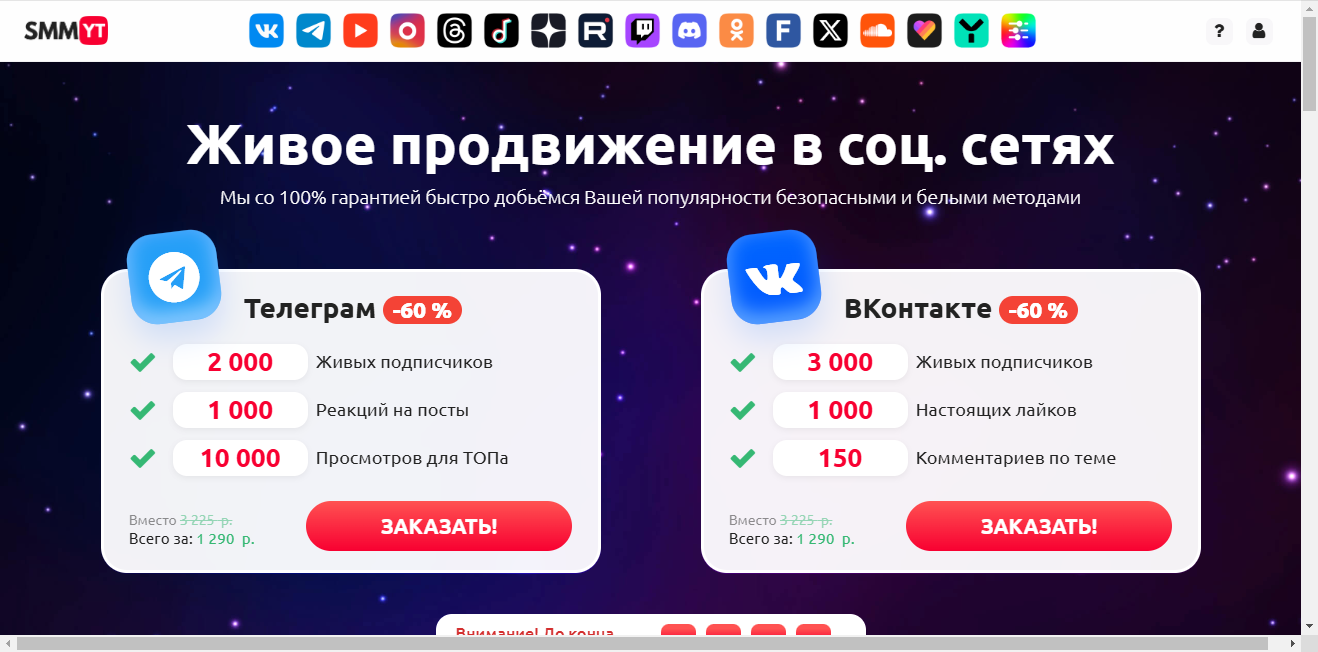 SMMYT
?
Живое продвижение в соц. сетях
Мы со 100% гарантией быстро добьёмся Вашей популярности безопасными и белыми методами
Телеграм -60 %
2 000 Живых подписчиков
1 000 Реакций на посты
10 000 Просмотров для ТОПа
Вместо 3 225 р.
Всего за: 1 290 р.
ЗАКАЗАТЬ!
ВКонтакте -60 %
3 000 Живых подписчиков
1 000 Настоящих лайков
150 Комментариев по теме
Вместо 3 225 р.
Всего за: 1 290 р.
ЗАКАЗАТЬ!
Внимание! До конца